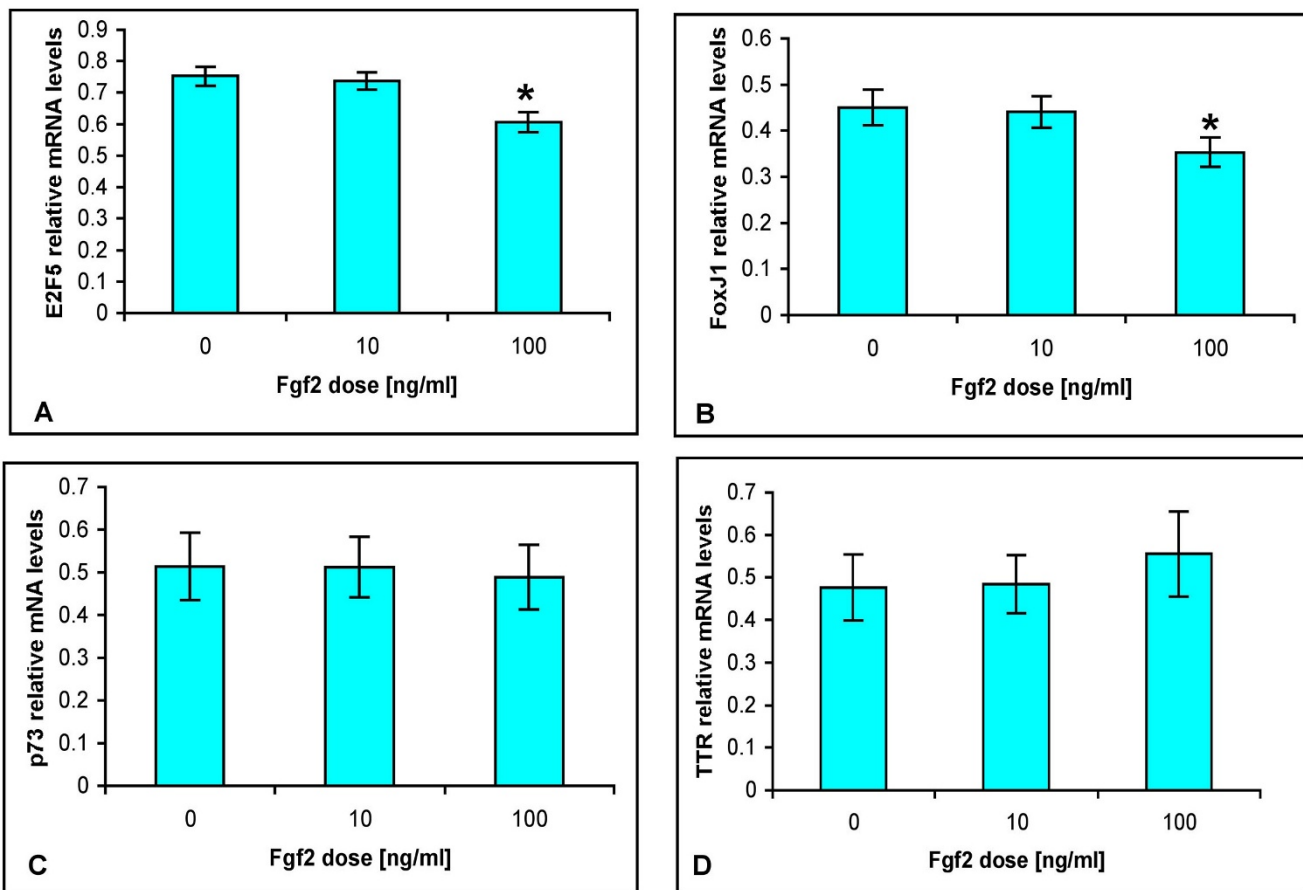 E2F5 relative mRNA levels
0.9
0.8
0.7
0.6
0.5
0.4
0.3
0.2
0.1
0
*
0 10 100
Fgf2 dose [ng/ml]
A
FoxJ1 relative mRNA levels
0.6
0.5
0.4
0.3
0.2
0.1
0
*
0 10 100
Fgf2 dose [ng/ml]
B
p73 relative mNA levels
0.7
0.6
0.5
0.4
0.3
0.2
0.1
0
0 10 100
Fgf2 dose [ng/ml]
C
TTR relative mRNA levels
0.7
0.6
0.5
0.4
0.3
0.2
0.1
0
0 10 100
Fgf2 dose [ng/ml]
D